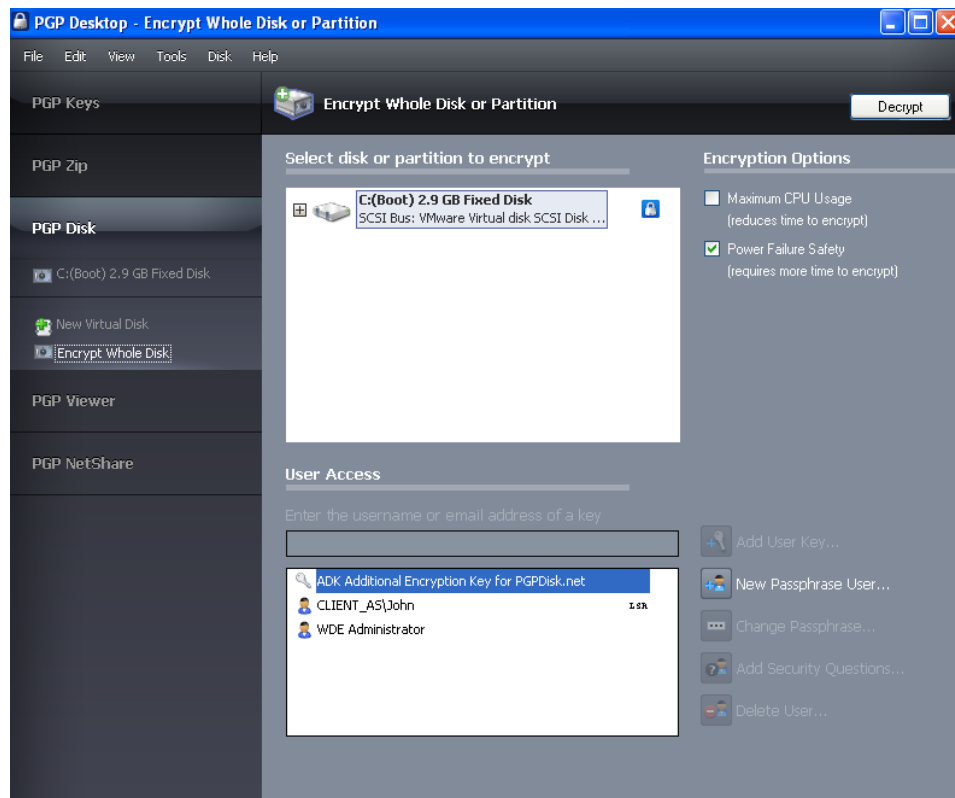 PGP Desktop - Encrypt Whole Disk or Partition
File Edit View Tools Disk Help
PGP Keys
PGP Zip
PGP Disk
C:(Boot) 2.9 GB Fixed Disk
New Virtual Disk
Encrypt Whole Disk
PGP Viewer
PGP NetShare
Encrypt Whole Disk or Partition
Decrypt
Select disk or partition to encrypt
C:(Boot) 2.9 GB Fixed Disk
SCSI Bus: VMware Virtual disk SCSI Disk ...
Encryption Options
Maximum CPU Usage
(reduces time to encrypt)
Power Failure Safety
(requires more time to encrypt)
User Access
Enter the username or email address of a key
ADK Additional Encryption Key for PGPDisk.net
CLIENT_AS\John LSR
WDE Administrator
Add User Key...
New Passphrase User...
Change Passphrase...
Add Security Questions...
Delete User...